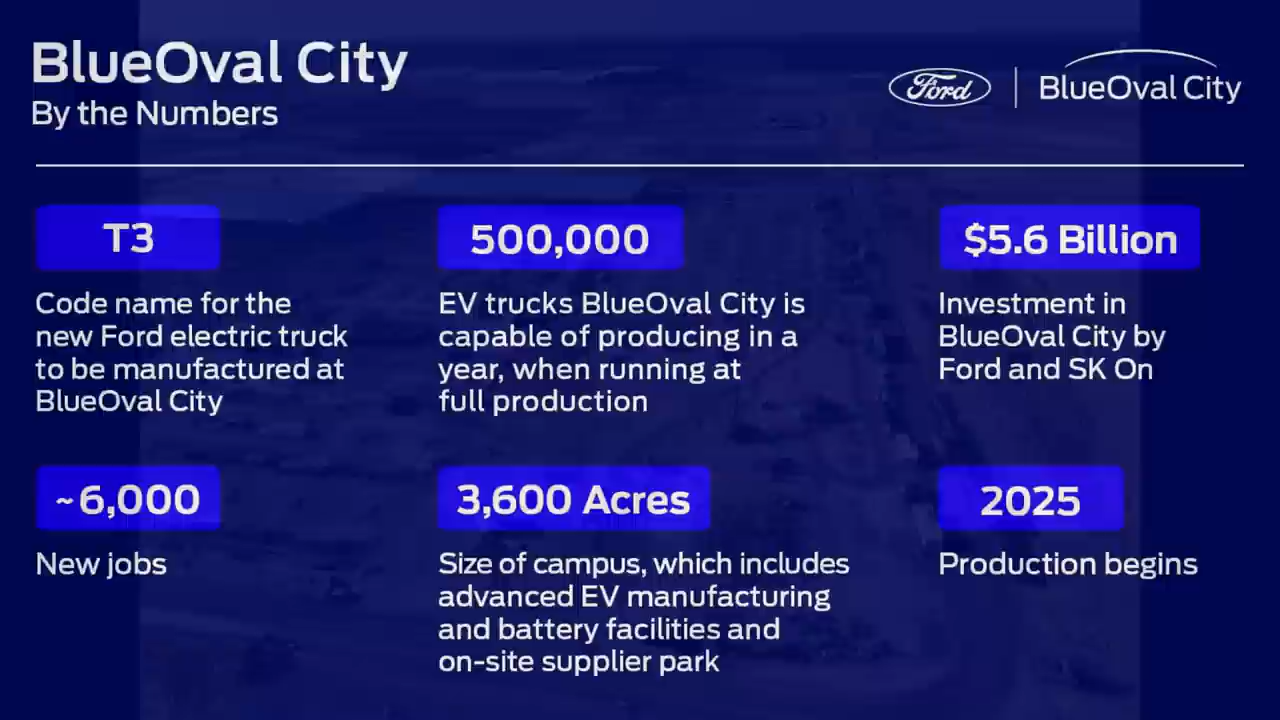 BlueOval City
By the Numbers
Ford
BlueOval City
T3
Code name for the
new Ford electric truck
to be manufactured at
BlueOval City
500,000
EV trucks BlueOval City is
capable of producing in a
year, when running at
full production
$5.6 Billion
Investment in
BlueOval City by
Ford and SK On
~6,000
New jobs
3,600 Acres
Size of campus, which includes
advanced EV manufacturing
and battery facilities and
on-site supplier park
2025
Production begins